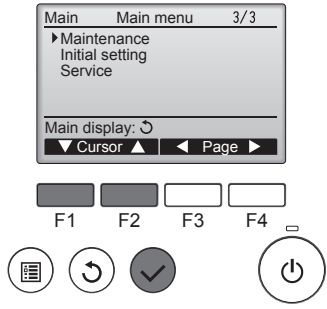 Main Main menu 3/3
Maintenance
Initial setting
Service
Main display:
Cursor Page
F1 F2 F3 F4